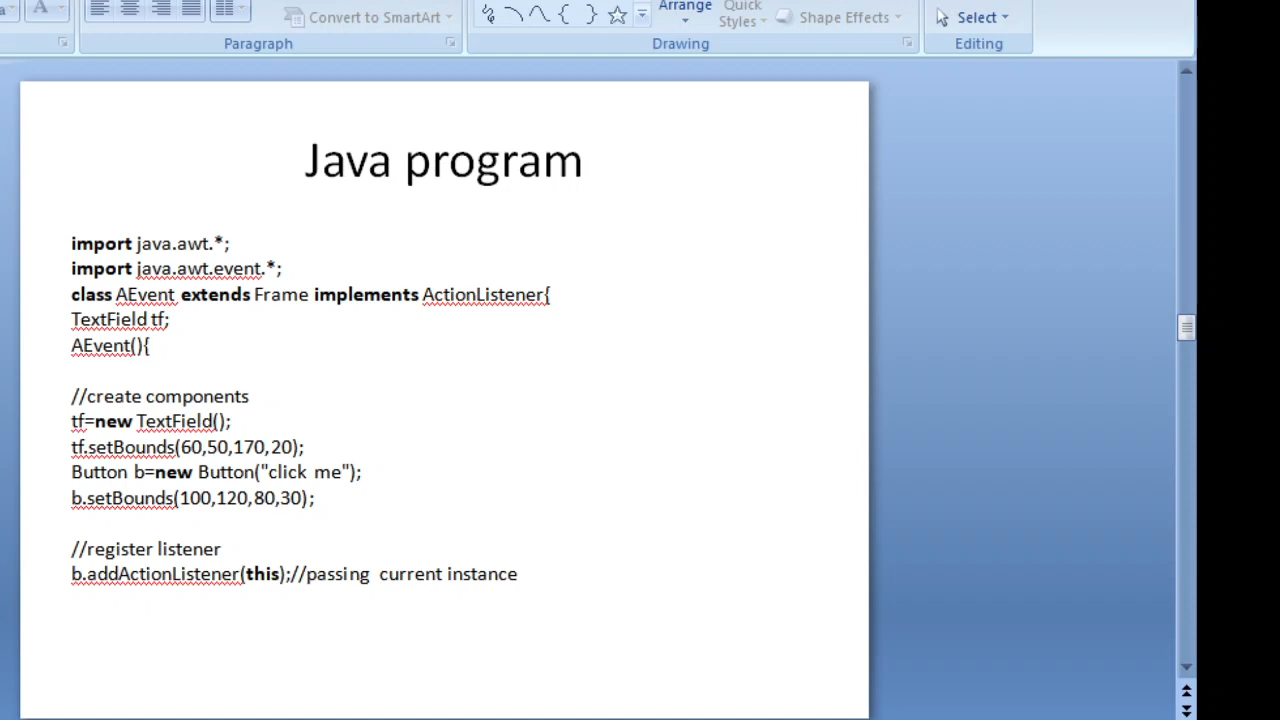 Convert to SmartArt
Arrange
Quick
Styles
Shape Effects
Select
Paragraph
Drawing
Editing
Java program
import java.awt.*;
import java.awt.event.*;
class AEvent extends Frame implements ActionListener{
TextField tf;
AEvent(){
//create components
tf=new TextField();
tf.setBounds(60,50,170,20);
Button b=new Button("click me");
b.setBounds(100,120,80,30);
//register listener
b.addActionListener(this);//passing current instance